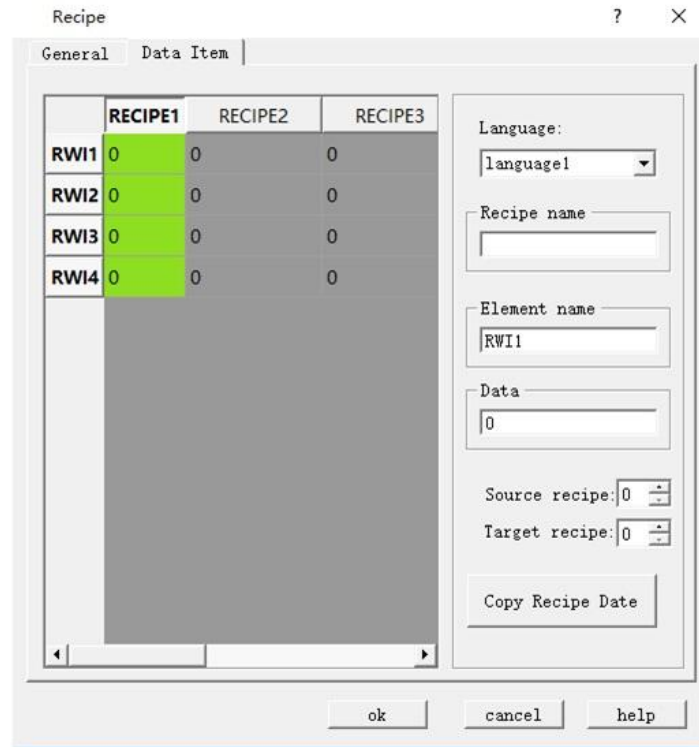 Recipe ? ×
General Data Item
RECIPE1 RECIPE2 RECIPE3
RWI1 0 0 0
RWI2 0 0 0
RWI3 0 0 0
RWI4 0 0 0
Language:
language1
Recipe name
Element name
RWI1
Data
0
Source recipe: 0
Target recipe: 0
Copy Recipe Date
ok cancel help